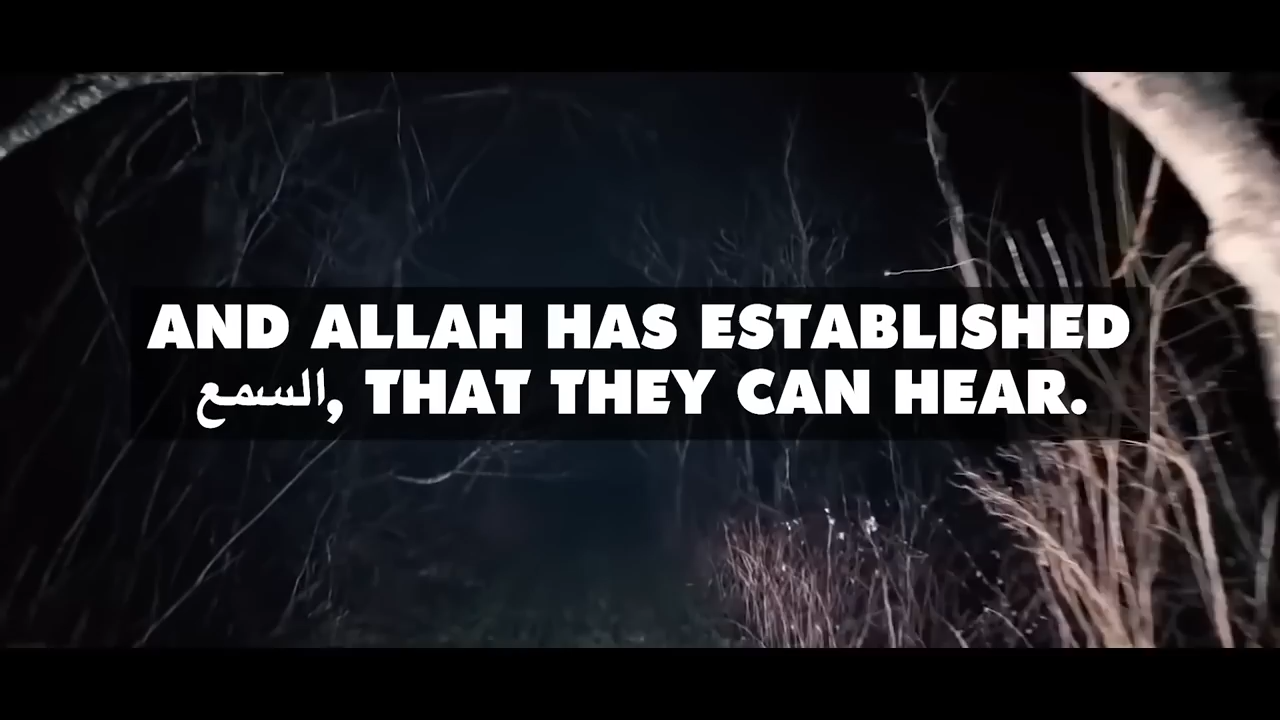 AND ALLAH HAS ESTABLISHED
السمع, THAT THEY CAN HEAR.